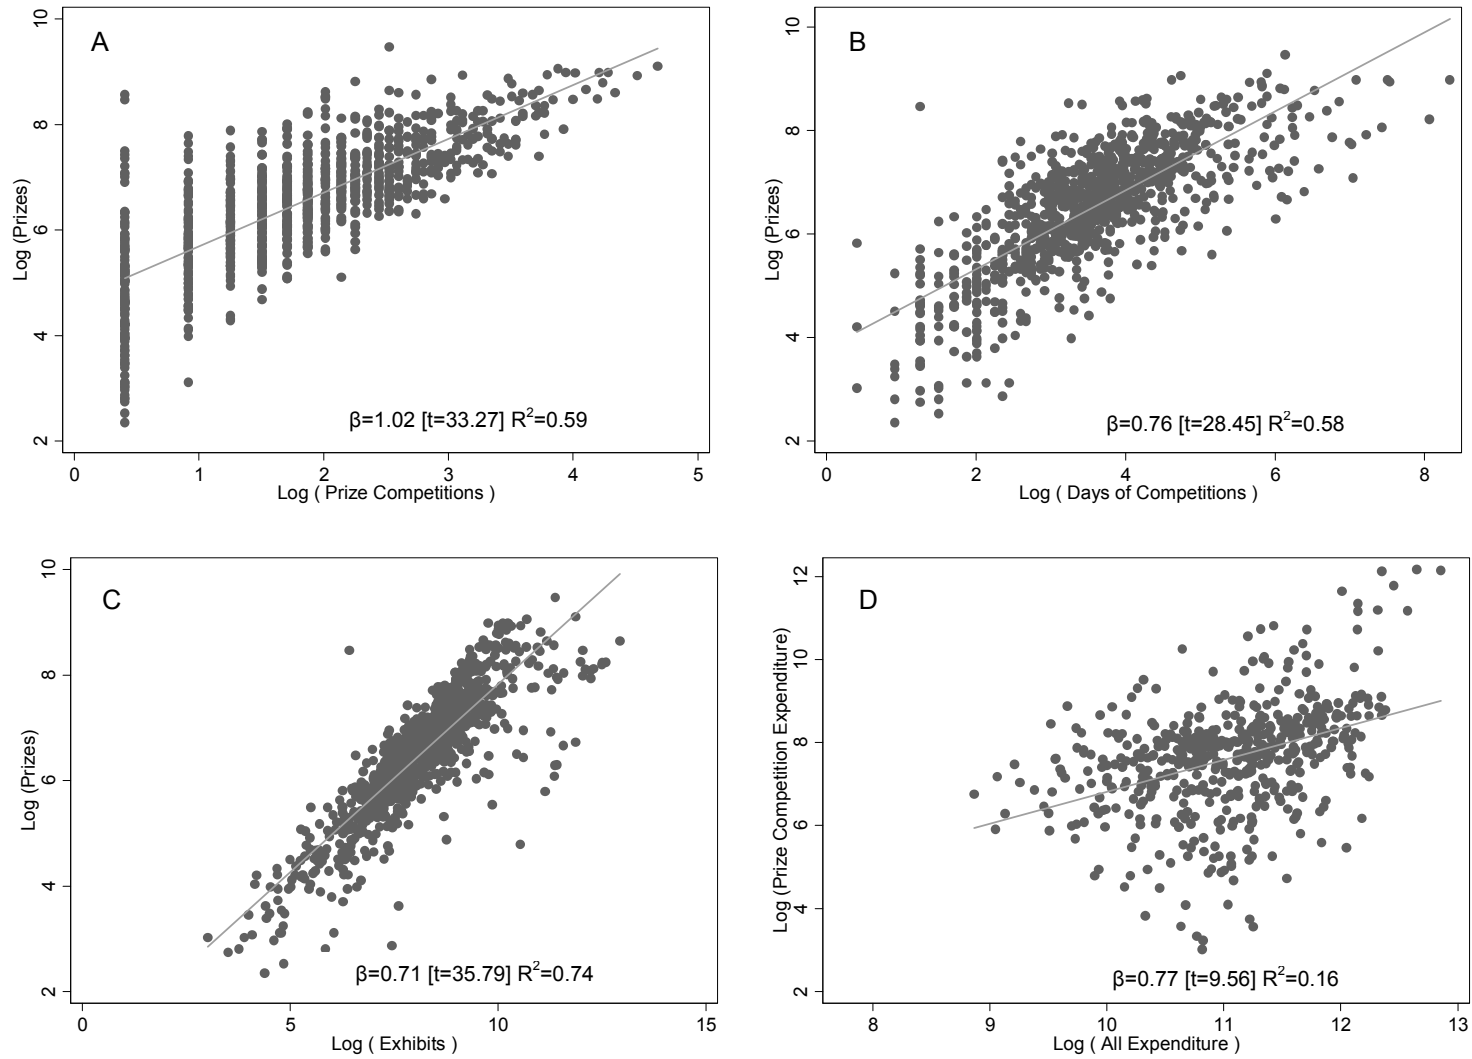 A
Log (Prizes)
10
8
6
4
2
β=1.02 [t=33.27] R²=0.59
0 1 2 3 4 5
Log ( Prize Competitions )
B
Log (Prizes)
10
8
6
4
2
β=0.76 [t=28.45] R²=0.58
0 2 4 6 8
Log ( Days of Competitions )
C
Log (Prizes)
10
8
6
4
2
β=0.71 [t=35.79] R²=0.74
0 5 10 15
Log ( Exhibits )
D
Log (Prize Competition Expenditure)
12
10
8
6
4
2
β=0.77 [t=9.56] R²=0.16
8 9 10 11 12 13
Log ( All Expenditure )